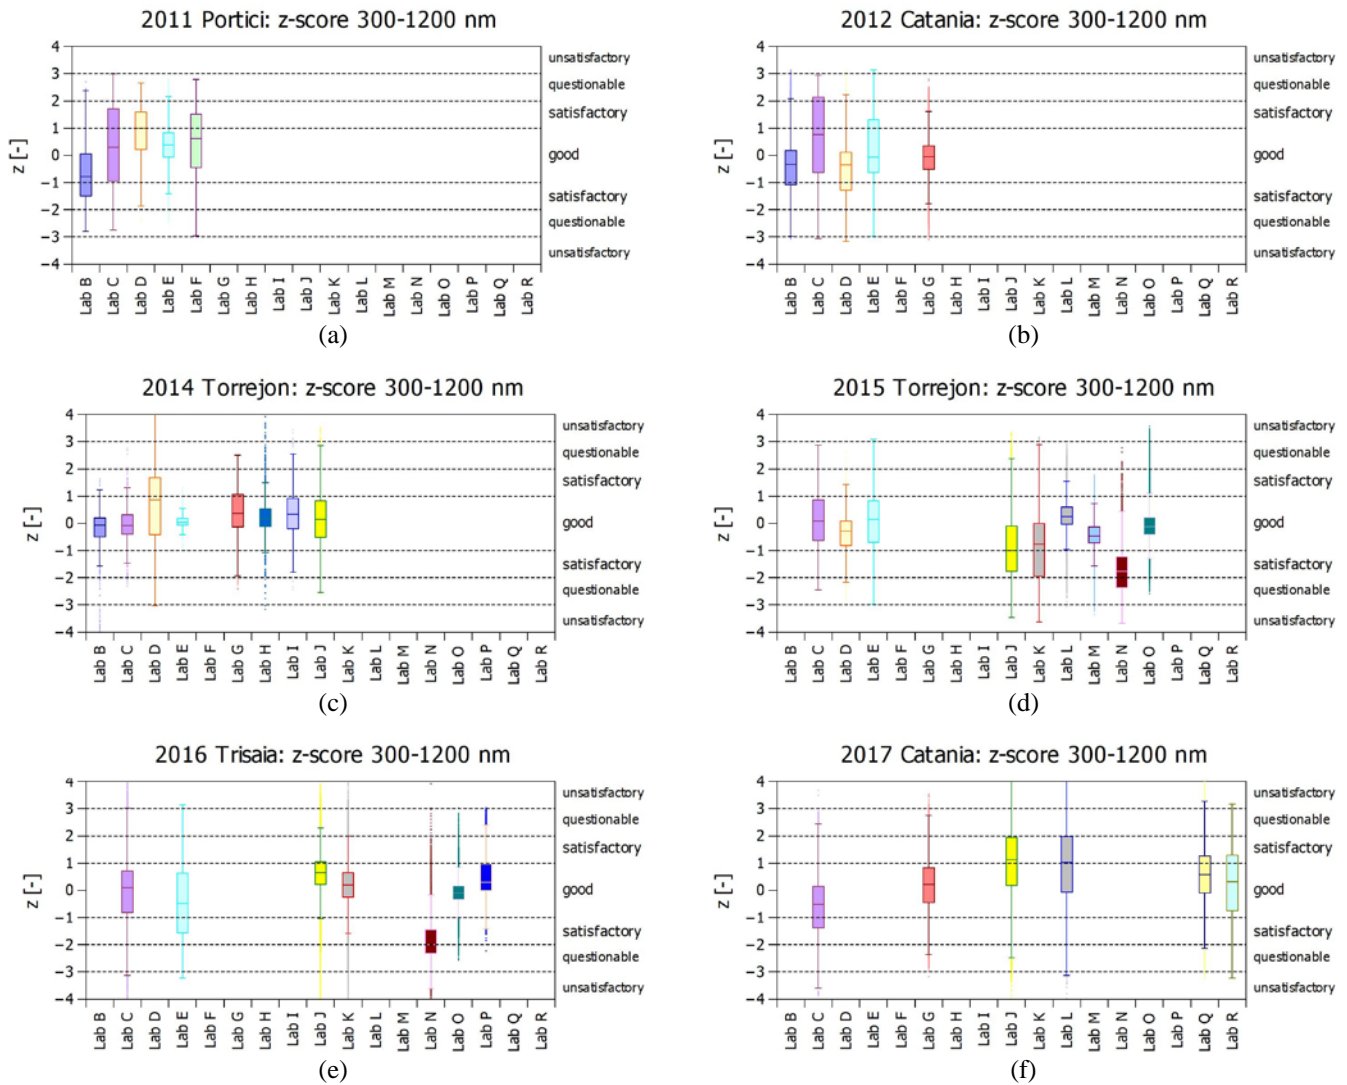 2011 Portici: z-score 300-1200 nm
4
3
2
1
0
−1
−2
−3
−4
z [-]
unsatisfactory
questionable
satisfactory
good
satisfactory
questionable
unsatisfactory
Lab B
Lab C
Lab D
Lab E
Lab F
Lab G
Lab H
Lab I
Lab J
Lab K
Lab L
Lab M
Lab N
Lab O
Lab P
Lab Q
Lab R
(a)
2012 Catania: z-score 300-1200 nm
4
3
2
1
0
−1
−2
−3
−4
z [-]
unsatisfactory
questionable
satisfactory
good
satisfactory
questionable
unsatisfactory
Lab B
Lab C
Lab D
Lab E
Lab F
Lab G
Lab H
Lab I
Lab J
Lab K
Lab L
Lab M
Lab N
Lab O
Lab P
Lab Q
Lab R
(b)
2014 Torrejon: z-score 300-1200 nm
4
3
2
1
0
−1
−2
−3
−4
z [-]
unsatisfactory
questionable
satisfactory
good
satisfactory
questionable
unsatisfactory
Lab B
Lab C
Lab D
Lab E
Lab F
Lab G
Lab H
Lab I
Lab J
Lab K
Lab L
Lab M
Lab N
Lab O
Lab P
Lab Q
Lab R
(c)
2015 Torrejon: z-score 300-1200 nm
4
3
2
1
0
−1
−2
−3
−4
z [-]
unsatisfactory
questionable
satisfactory
good
satisfactory
questionable
unsatisfactory
Lab B
Lab C
Lab D
Lab E
Lab F
Lab G
Lab H
Lab I
Lab J
Lab K
Lab L
Lab M
Lab N
Lab O
Lab P
Lab Q
Lab R
(d)
2016 Trisaia: z-score 300-1200 nm
4
3
2
1
0
−1
−2
−3
−4
z [-]
unsatisfactory
questionable
satisfactory
good
satisfactory
questionable
unsatisfactory
Lab B
Lab C
Lab D
Lab E
Lab F
Lab G
Lab H
Lab I
Lab J
Lab K
Lab L
Lab M
Lab N
Lab O
Lab P
Lab Q
Lab R
(e)
2017 Catania: z-score 300-1200 nm
4
3
2
1
0
−1
−2
−3
−4
z [-]
unsatisfactory
questionable
satisfactory
good
satisfactory
questionable
unsatisfactory
Lab B
Lab C
Lab D
Lab E
Lab F
Lab G
Lab H
Lab I
Lab J
Lab K
Lab L
Lab M
Lab N
Lab O
Lab P
Lab Q
Lab R
(f)